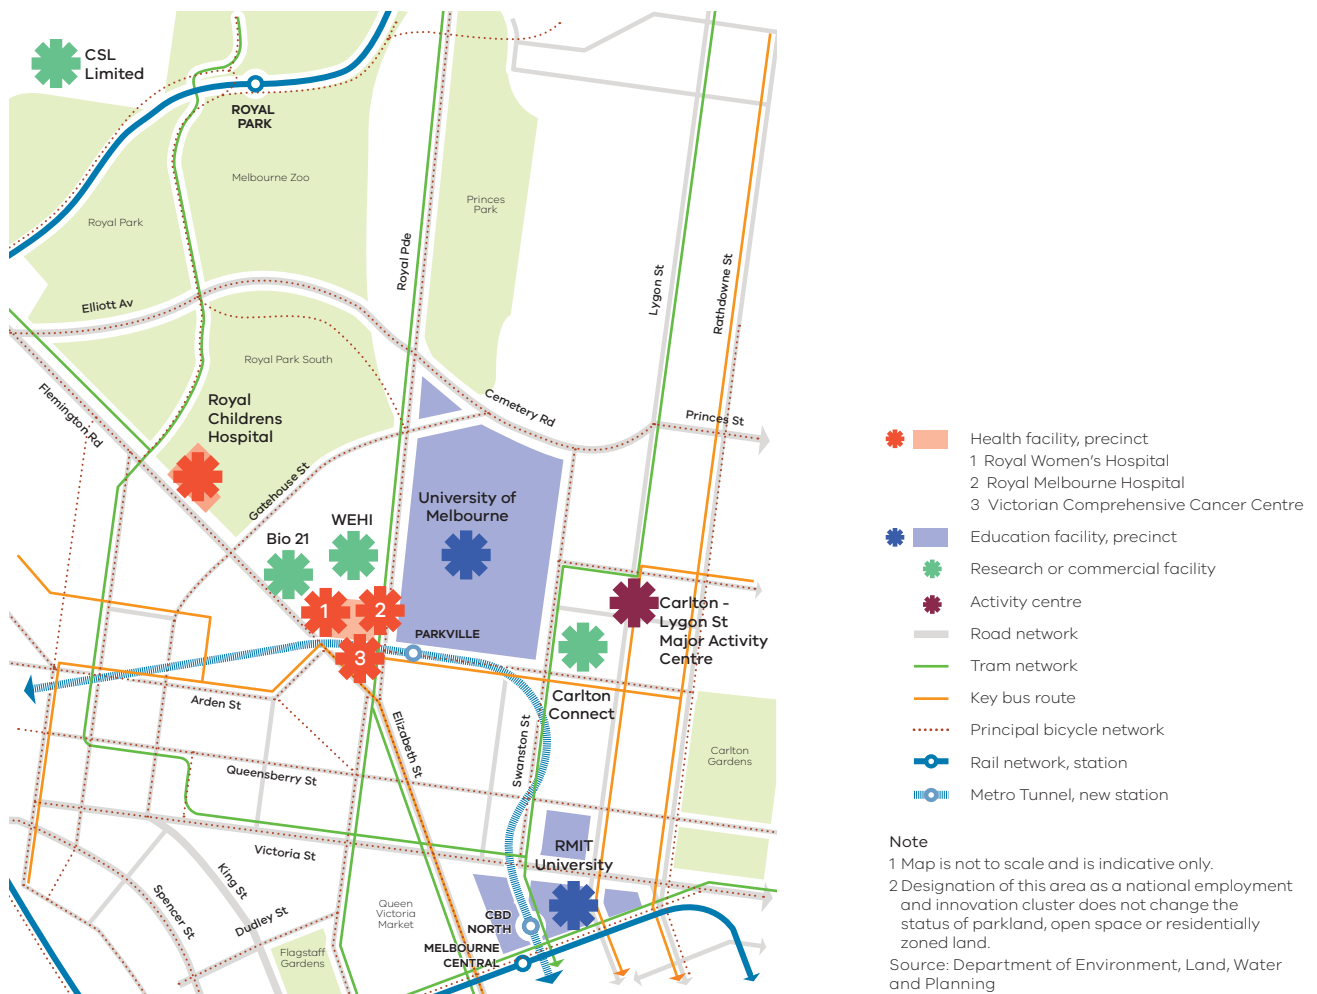 CSL
Limited
ROYAL
PARK
Melbourne Zoo
Royal Park
Princes
Park
Royal Pde
Lygon St
Rathdowne St
Elliott Av
Royal Park South
Flemington Rd
Royal
Childrens
Hospital
Cemetery Rd
Princes St
Gatehouse St
University of
Melbourne
WEHI
Bio 21
1
2
3
PARKVILLE
Carlton -
Lygon St
Major Activity
Centre
Carlton
Connect
Arden St
Elizabeth St
Swanston St
Carlton
Gardens
Queensberry St
Victoria St
RMIT
University
King St
Spencer St
Dudley St
Queen
Victoria
Market
CBD
NORTH
MELBOURNE
CENTRAL
Flagstaff
Gardens
Health facility, precinct
1 Royal Women's Hospital
2 Royal Melbourne Hospital
3 Victorian Comprehensive Cancer Centre
Education facility, precinct
Research or commercial facility
Activity centre
Road network
Tram network
Key bus route
Principal bicycle network
Rail network, station
Metro Tunnel, new station
Note
1 Map is not to scale and is indicative only.
2 Designation of this area as a national employment
and innovation cluster does not change the
status of parkland, open space or residentially
zoned land.
Source: Department of Environment, Land, Water
and Planning